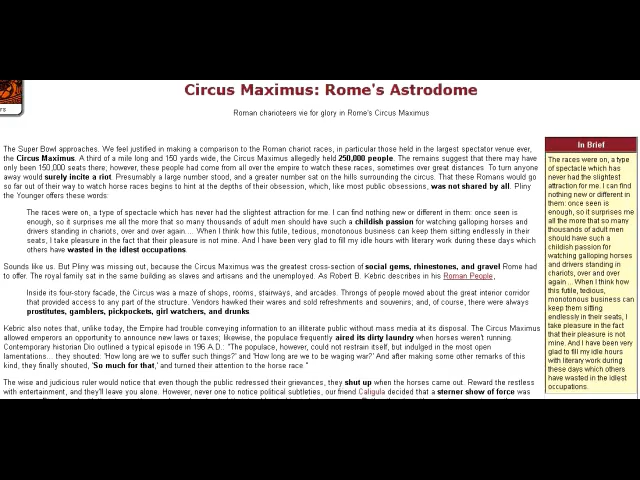 rs
Circus Maximus: Rome's Astrodome
Roman charioteers vie for glory in Rome's Circus Maximus
The Super Bowl approaches. We feel justified in making a comparison to the Roman chariot races, in particular those held in the largest spectator venue ever,
the Circus Maximus. A third of a mile long and 150 yards wide, the Circus Maximus allegedly held 250,000 people. The remains suggest that there may have
only been 150,000 seats there; however, these people had come from all over the empire to watch these races, sometimes over great distances. To turn anyone
away would surely incite a riot. Presumably a large number stood, and a greater number sat on the hills surrounding the circus. That these Romans would go
so far out of their way to watch horse races begins to hint at the depths of their obsession, which, like most public obsessions, was not shared by all. Pliny
the Younger offers these words:
The races were on, a type of spectacle which has never had the slightest attraction for me. I can find nothing new or different in them: once seen is
enough, so it surprises me all the more that so many thousands of adult men should have such a childish passion for watching galloping horses, and
drivers standing in chariots, over and over again.... When I think how this futile, tedious, monotonous business can keep them sitting endlessly in their
seats, I take pleasure in the fact that their pleasure is not mine. And I have been very glad to fill my idle hours with literary work during these days which
others have wasted in the idlest occupations.
Sounds like us. But Pliny was missing out, because the Circus Maximus was the greatest cross-section of social gems, rhinestones, and gravel Rome had
to offer. The royal family sat in the same building as slaves and artisans and the unemployed. As Robert B. Kebric describes in his Roman People,
Inside its four-story facade, the Circus was a maze of shops, rooms, stairways, and arcades. Throngs of people moved about the great interior corridor
that provided access to any part of the structure. Vendors hawked their wares and sold refreshments and souvenirs; and, of course, there were always
prostitutes, gamblers, pickpockets, girl watchers, and drunks.
Kebric also notes that, unlike today, the Empire had trouble conveying information to an illiterate public without mass media at its disposal. The Circus Maximus
allowed emperors an opportunity to announce new laws or taxes; likewise, the populace frequently aired its dirty laundry when horses weren't running.
Contemporary historian Dio outlined a typical episode in 196 A.D.: "The populace, however, could not restrain itself, but indulged in the most open
lamentations.... they shouted: 'How long are we to suffer such things?' and 'How long are we to be waging war?' And after making some other remarks of this
kind, they finally shouted, 'So much for that,' and turned their attention to the horse race."
The wise and judicious ruler would notice that even though the public redressed their grievances, they shut up when the horses came out. Reward the restless
with entertainment, and they'll leave you alone. However, never one to notice political subtleties, our friend Caligula decided that a sterner show of force was
In Brief
The races were on, a
type of spectacle which
has never had the
slightest
attraction for me. I can find
nothing new or different in
them: once seen is
enough, so it surprises me
all the more that so many
thousands of adult men
should have such a
childish passion for
watching galloping horses
and drivers standing in
chariots, over and over
again.... When I think how
this futile, tedious,
monotonous business can
keep them sitting
endlessly in their seats, I
take pleasure in the fact
that their pleasure is not
mine. And I have been very
glad to fill my idle hours
with literary work during
these days which others
have wasted in the idlest
occupations.